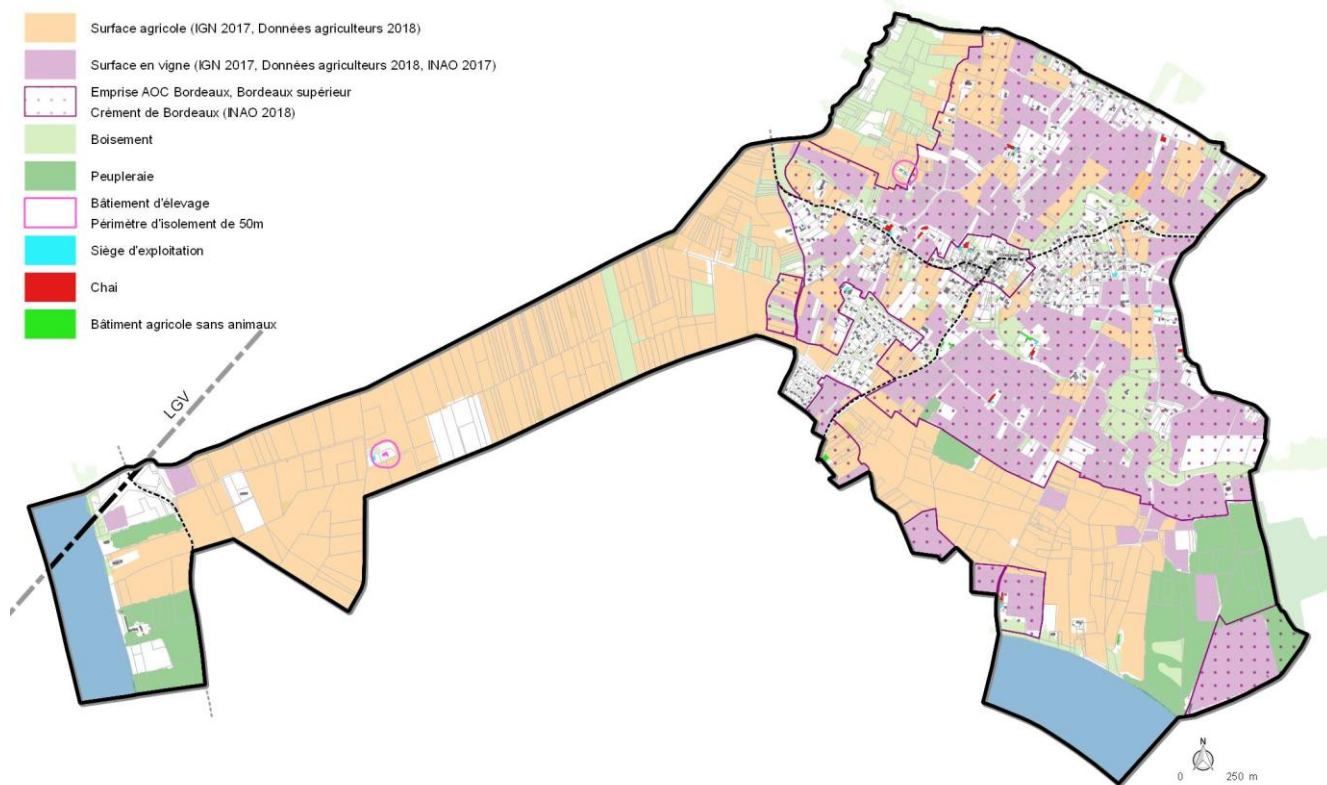 Surface agricole (IGN 2017, Données agriculteurs 2018)
Surface en vigne (IGN 2017, Données agriculteurs 2018, INAO 2017)
Emprise AOC Bordeaux, Bordeaux supérieur
Crément de Bordeaux (INAO 2018)
Boisement
Peupleraie
Bâtiement d'élevage
Périmètre d'isolement de 50m
Siège d'exploitation
Chai
Bâtiment agricole sans animaux
LGV
N
0 250 m